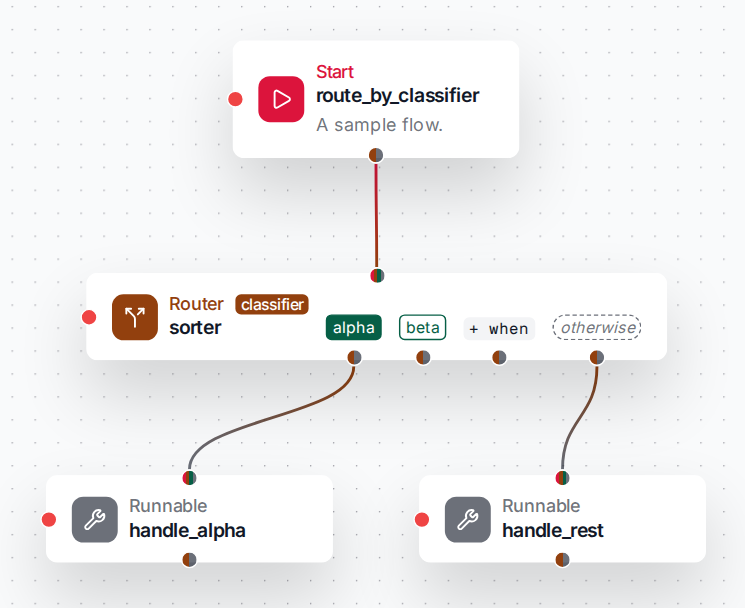 Start
route_by_classifier
A sample flow.
Router classifier
sorter
alpha beta + when otherwise
Runnable
handle_alpha
Runnable
handle_rest